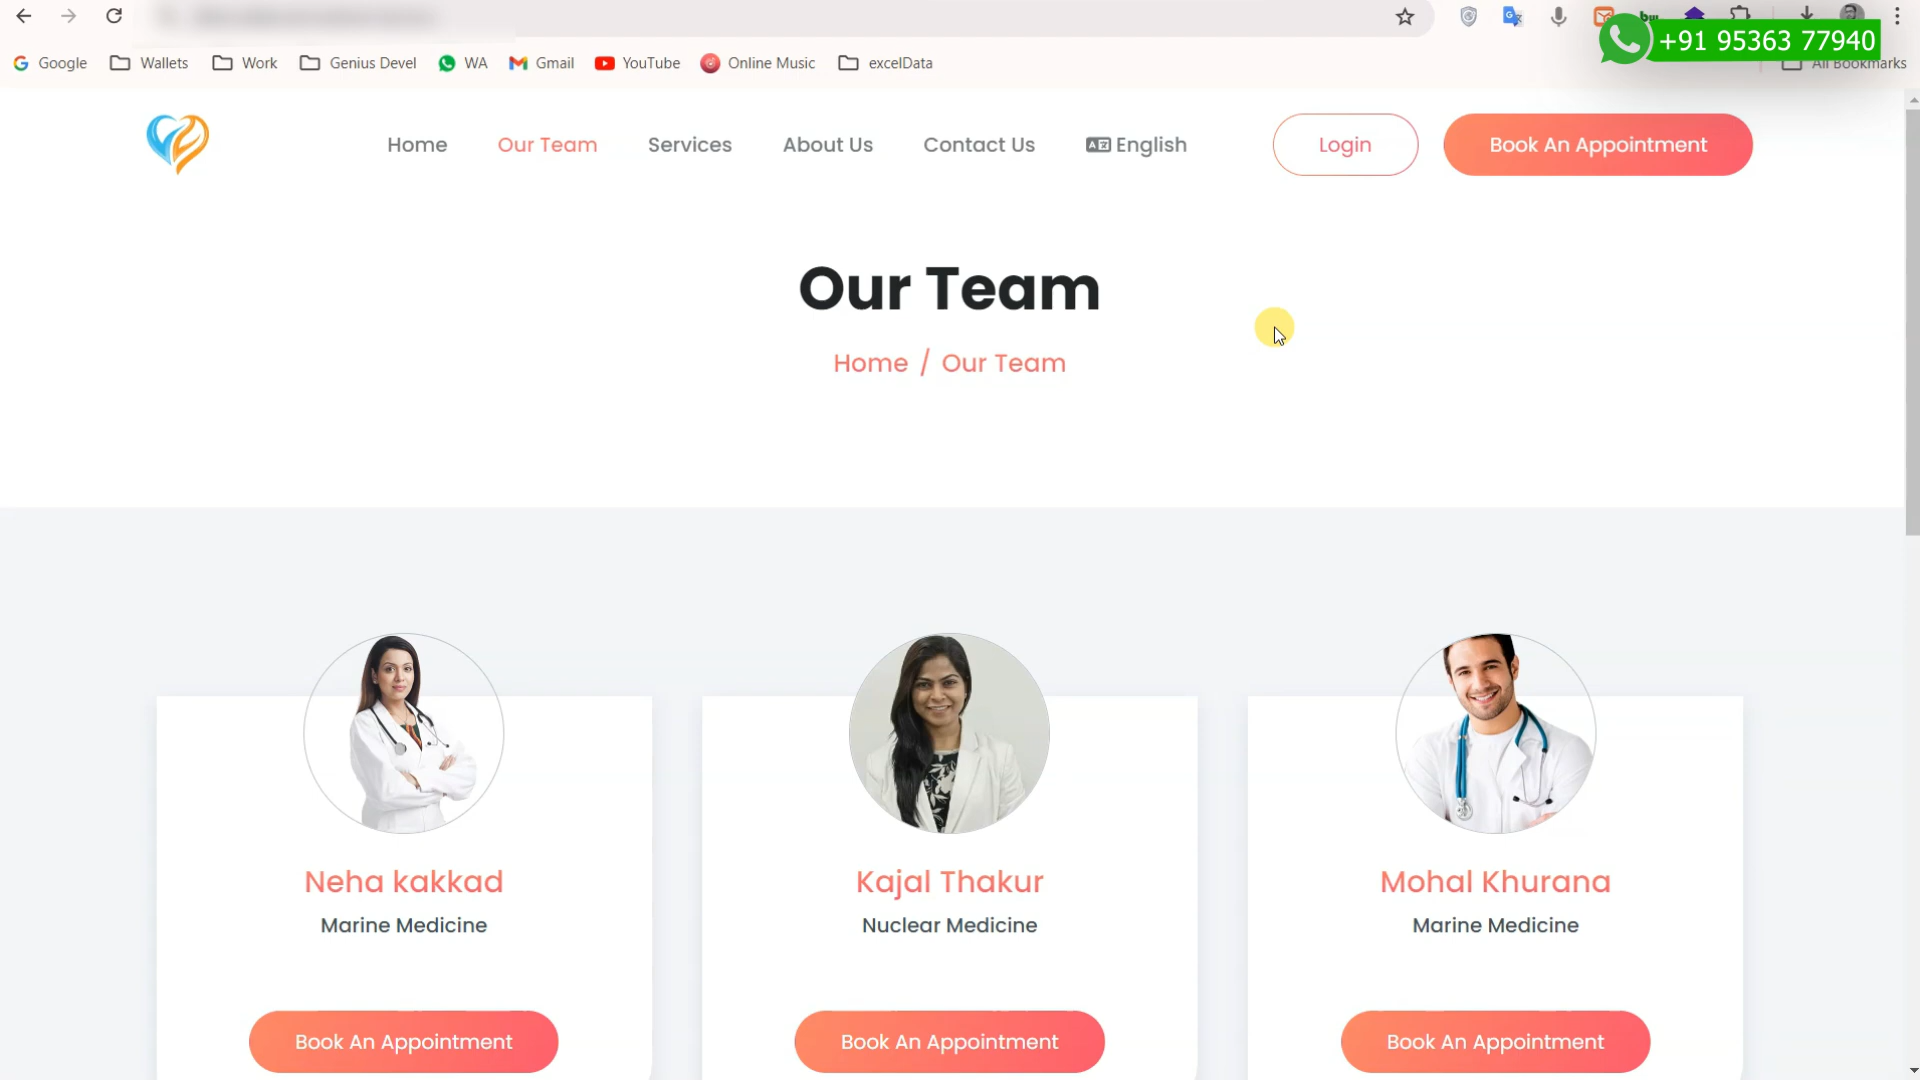 +91 95363 77940
Google Wallets Work Genius Devel WA Gmail YouTube Online Music excelData All Bookmarks
Home Our Team Services About Us Contact Us English Login Book An Appointment
Our Team
Home / Our Team
Neha kakkad Kajal Thakur Mohal Khurana
Marine Medicine Nuclear Medicine Marine Medicine
Book An Appointment Book An Appointment Book An Appointment